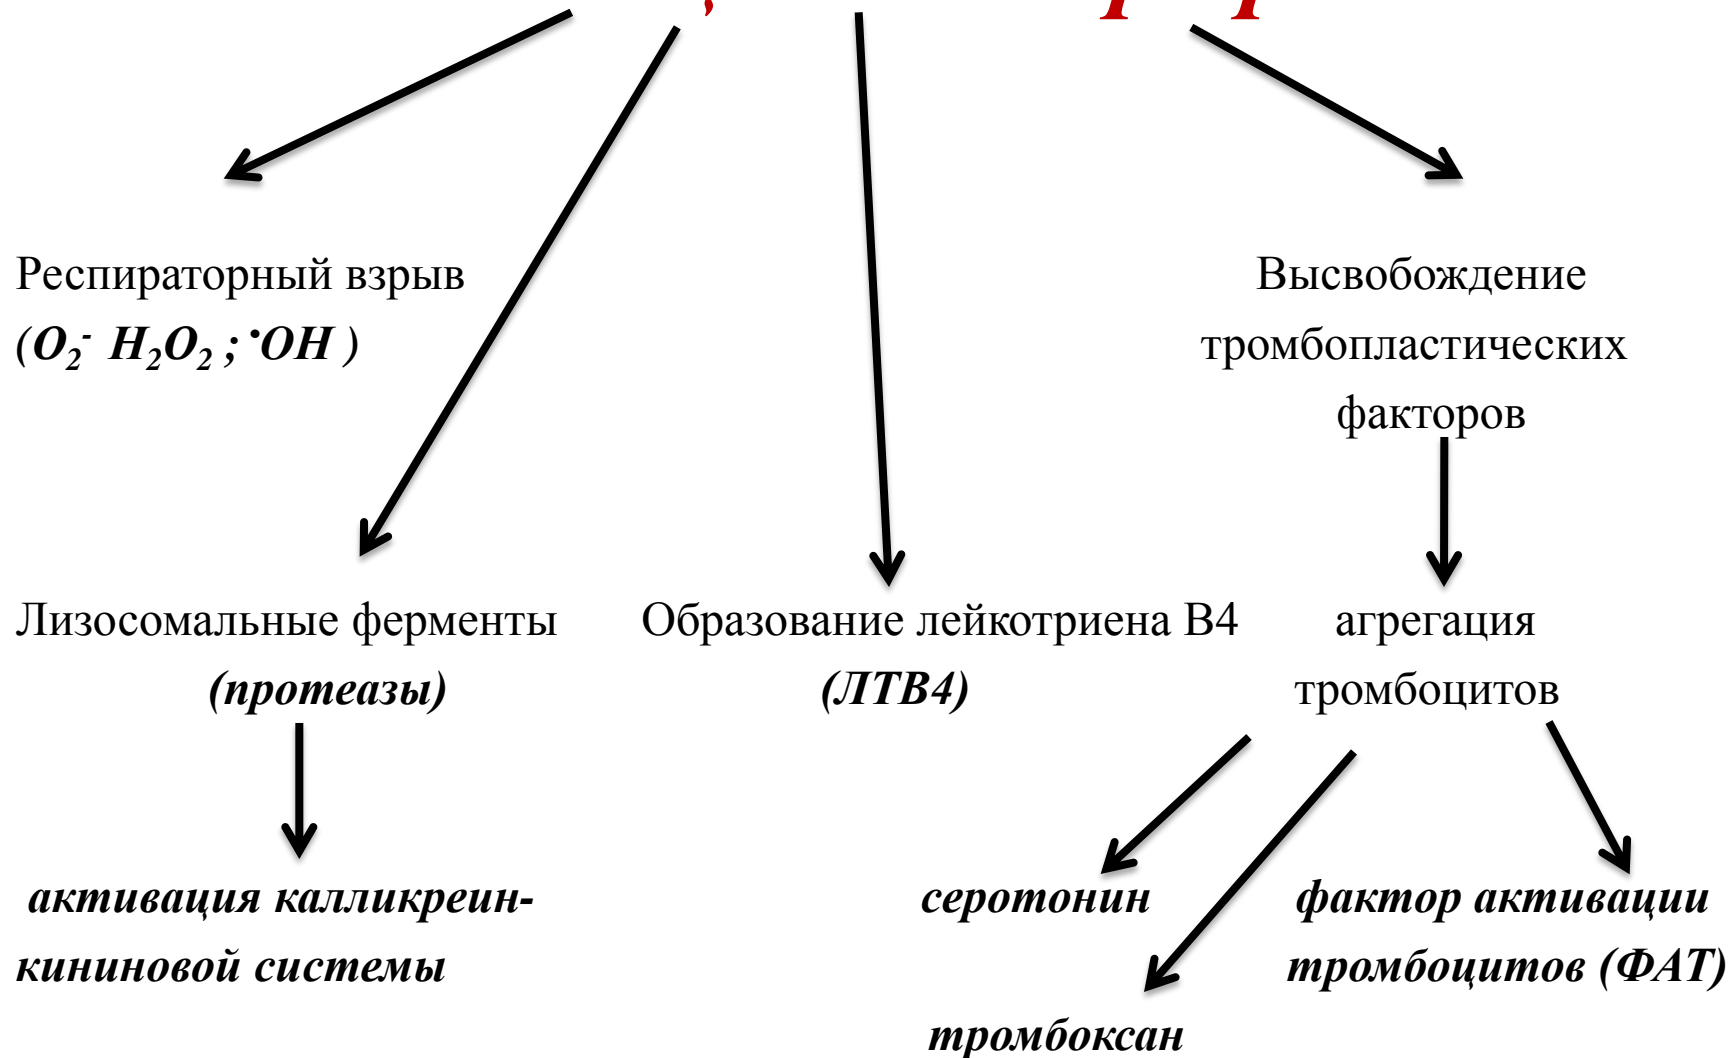 Респираторный взрыв
(O₂⁻ H₂O₂ ; •OH )
Высвобождение
тромбопластических
факторов
Лизосомальные ферменты
(протеазы)
Образование лейкотриена В4
(ЛТВ4)
агрегация
тромбоцитов
активация калликреин-
кининовой системы
серотонин
фактор активации
тромбоцитов (ФАТ)
тромбоксан